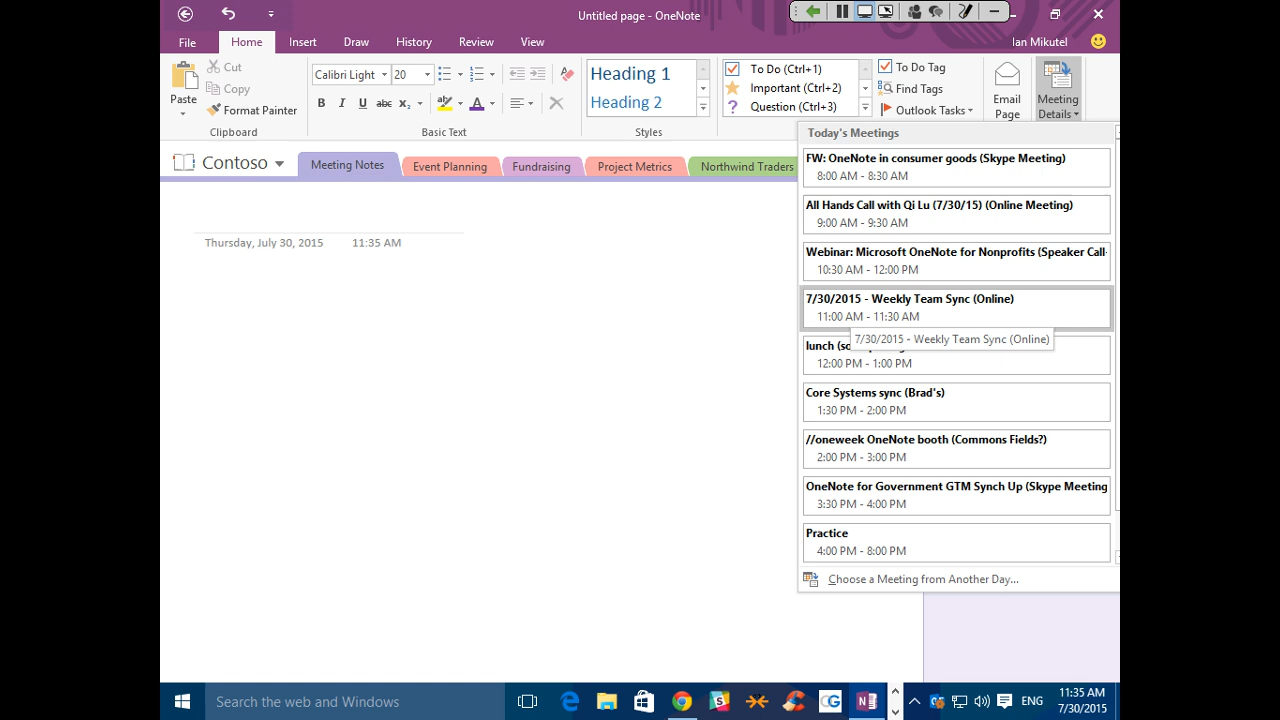 Untitled page - OneNote
File
Home
Insert
Draw
History
Review
View
Ian Mikutel
Paste
Cut
Copy
Format Painter
Clipboard
Calibri Light
20
B I U abc x₂
ab
A
Basic Text
Heading 1
Heading 2
Styles
To Do (Ctrl+1)
Important (Ctrl+2)
? Question (Ctrl+3)
To Do Tag
Find Tags
Outlook Tasks
Email
Page
Meeting
Details
Contoso
Meeting Notes
Event Planning
Fundraising
Project Metrics
Northwind Traders
Thursday, July 30, 2015
11:35 AM
Today's Meetings
FW: OneNote in consumer goods (Skype Meeting)
8:00 AM - 8:30 AM
All Hands Call with Qi Lu (7/30/15) (Online Meeting)
9:00 AM - 9:30 AM
Webinar: Microsoft OneNote for Nonprofits (Speaker Call-
10:30 AM - 12:00 PM
7/30/2015 - Weekly Team Sync (Online)
11:00 AM - 11:30 AM
7/30/2015 - Weekly Team Sync (Online)
lunch
12:00 PM - 1:00 PM
Core Systems sync (Brad's)
1:30 PM - 2:00 PM
//oneweek OneNote booth (Commons Fields?)
2:00 PM - 3:00 PM
OneNote for Government GTM Synch Up (Skype Meeting
3:30 PM - 4:00 PM
Practice
4:00 PM - 8:00 PM
Choose a Meeting from Another Day...
Search the web and Windows
CG
N
ENG
11:35 AM
7/30/2015